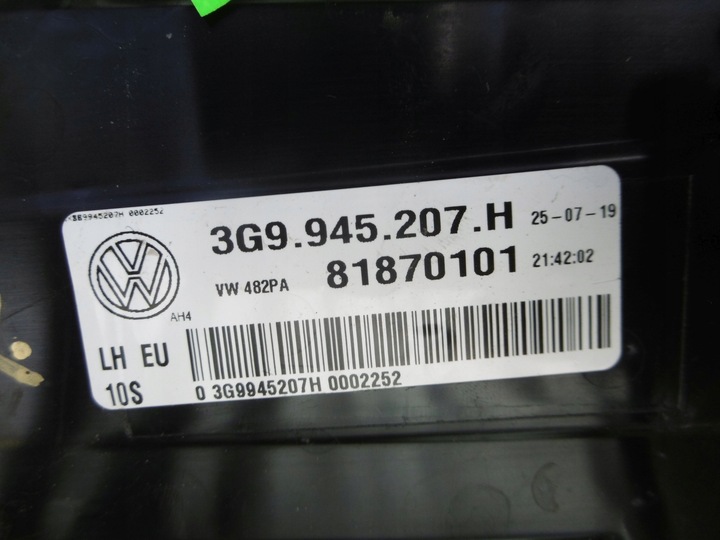 3G9945207H 0002252
3G9.945.207.H 25-07-19
VW 482PA 81870101 21:42:02
AH4
LH EU
10S
0 3G9945207H 0002252